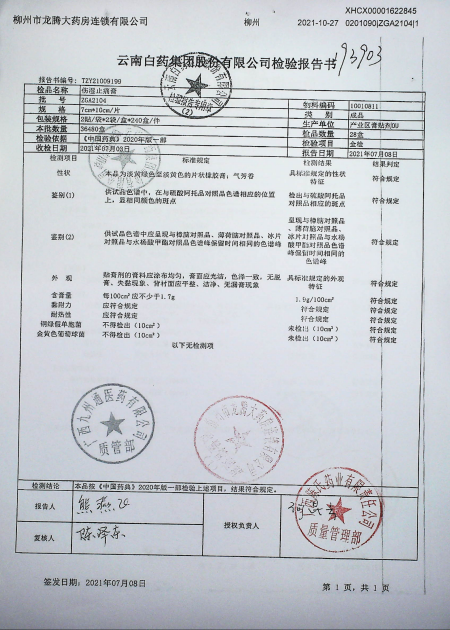 XHCX00001622845
柳州市龙腾大药房连锁有限公司 柳州 2021-10-27 0201090|ZGA2104|1
云南白药集团股份有限公司检验报告书
193903
报告书编号：TZY21009199
检品名称 伤湿止痛膏 物料编码 10010811
批号 ZGA2104 类别 成品
规格 7cm*10cm/片 生产单位
包装规格 2贴/袋*2袋/盒*240盒/件 检品数量 28盒
本批数量 36480盒 检验项目 全检
检验依据 《中国药典》2020年版一部 报告日期 2021年07月08日
收检日期 2021年07月03日
检测项目 标准规定 检测结果 结果判定
性状 本品为淡黄绿色至淡黄色的片状橡胶膏；气芳香 具标准规定的性状特征 符合规定
鉴别(1) 供试品色谱中，在与硫酸阿托品对照品色谱相应的位置上，显相同颜色的斑点 检出与硫酸阿托品对照品相应的斑点 符合规定
鉴别(2) 供试品色谱中应呈现与樟脑对照品、薄荷脑对照品、冰片对照品与水杨酸甲酯对照品色谱峰保留时间相同的色谱峰 呈现与樟脑对照品、薄荷脑对照品、冰片对照品与水杨酸甲酯对照品色谱峰保留时间相同的色谱峰 符合规定
外观 贴膏剂的膏料应涂布均匀，膏面应光洁，色泽一致，无脱膏、失黏现象，背衬面应平整、洁净、无漏膏现象 具标准规定的外观特征 符合规定
含膏量 每100cm²应不少于1.7g 1.9g/100cm² 符合规定
黏附力 应符合规定 符合规定 符合规定
耐热性 应符合规定 符合规定 符合规定
铜绿假单胞菌 不得检出（10cm²） 未检出（10cm²） 符合规定
金黄色葡萄球菌 不得检出（10cm²） 未检出（10cm²） 符合规定
以下无检测项
广西九州通医药有限公司
质管部
质量管理部
检测结论 本品按《中国药典》2020年版一部检验上述项目，结果符合规定。
报告人 授权负责人
复核人 陈泽东
签发日期：2021年07月08日 第 1 页，共 1 页